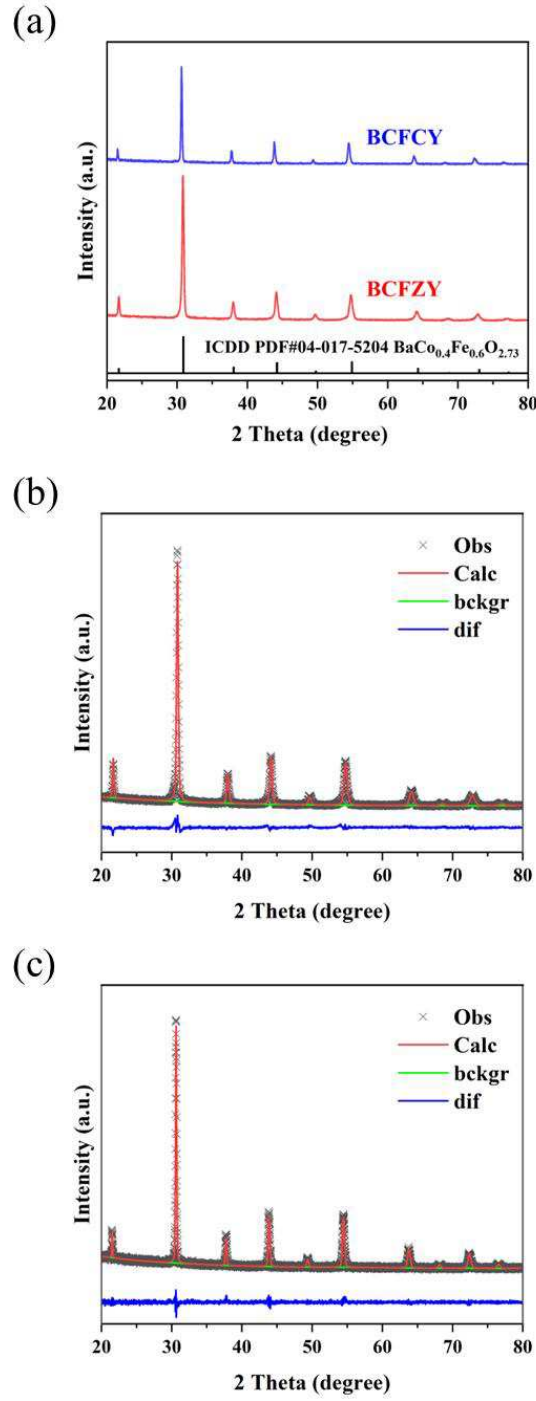 (a)
Intensity (a.u.)
BCFCY
BCFZY
ICDD PDF#04-017-5204 BaCo0.4Fe0.6O2.73
20 30 40 50 60 70 80
2 Theta (degree)
(b)
Intensity (a.u.)
Obs
Calc
bckgr
dif
20 30 40 50 60 70 80
2 Theta (degree)
(c)
Intensity (a.u.)
Obs
Calc
bckgr
dif
20 30 40 50 60 70 80
2 Theta (degree)